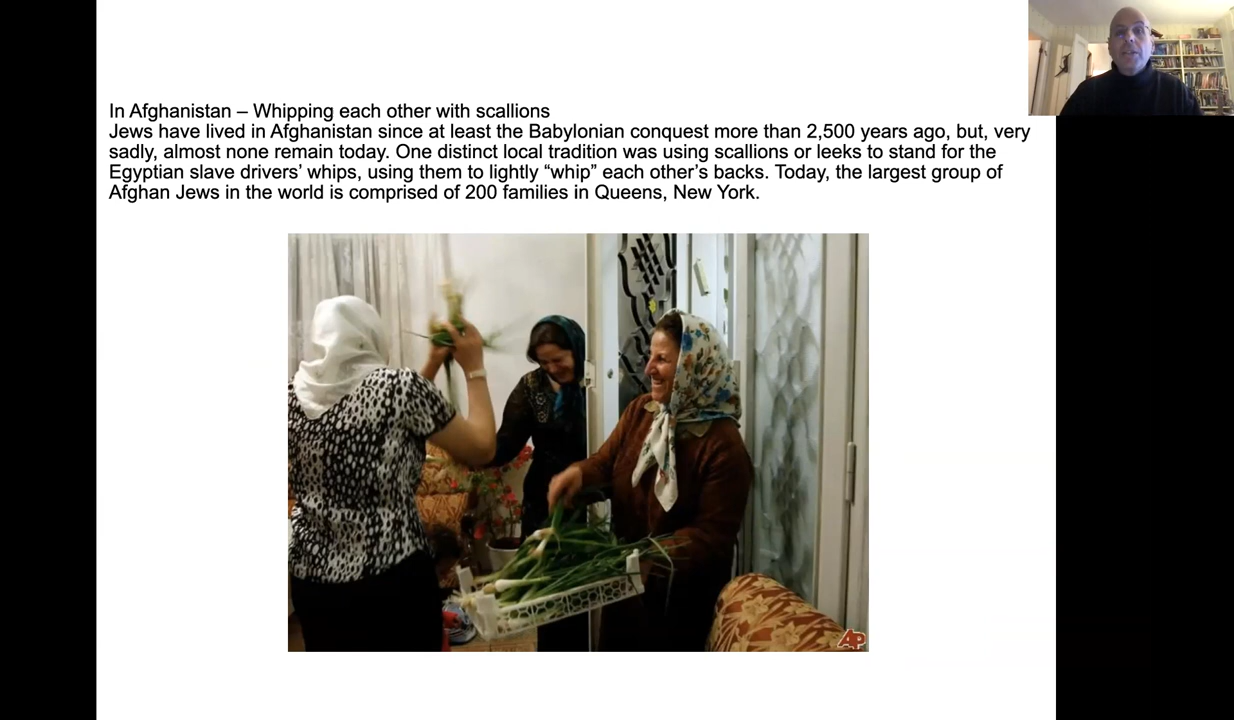 In Afghanistan – Whipping each other with scallions
Jews have lived in Afghanistan since at least the Babylonian conquest more than 2,500 years ago, but, very
sadly, almost none remain today. One distinct local tradition was using scallions or leeks to stand for the
Egyptian slave drivers’ whips, using them to lightly “whip” each other’s backs. Today, the largest group of
Afghan Jews in the world is comprised of 200 families in Queens, New York.
AP